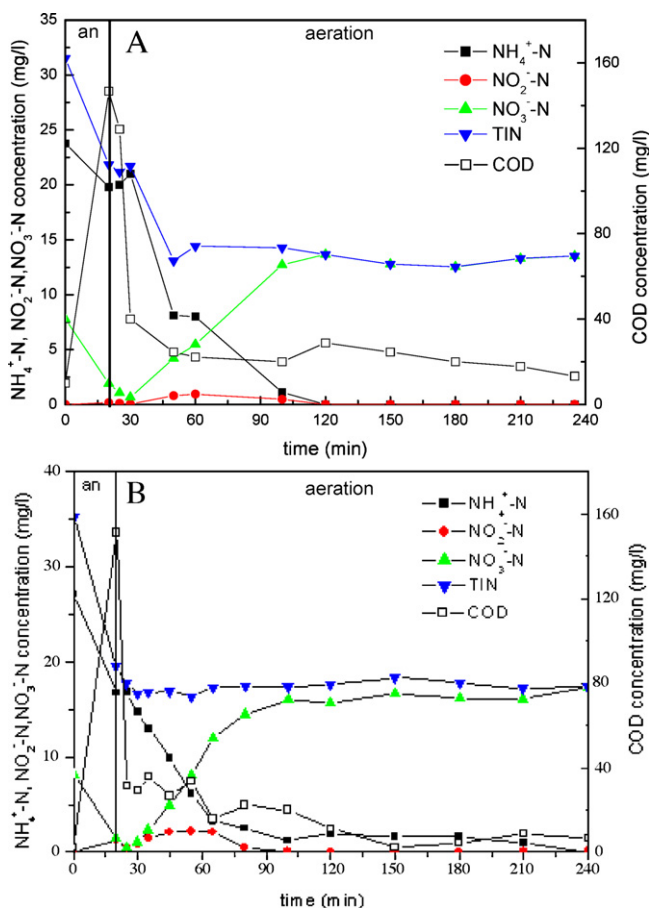 an A aeration
NH₄⁺-N
NO₂⁻-N
NO₃⁻-N
TIN
COD
NH₄⁺-N, NO₂⁻-N,NO₃⁻-N concentration (mg/l)
35
30
25
20
15
10
5
0
COD concentration (mg/l)
160
120
80
40
0
0 30 60 90 120 150 180 210 240
time (min)
an B aeration
NH₄⁺-N
NO₂⁻-N
NO₃⁻-N
TIN
COD
NH₄⁺-N, NO₂⁻-N,NO₃⁻-N concentration (mg/l)
40
30
20
10
0
COD concentration (mg/l)
160
120
80
40
0
0 30 60 90 120 150 180 210 240
time (min)